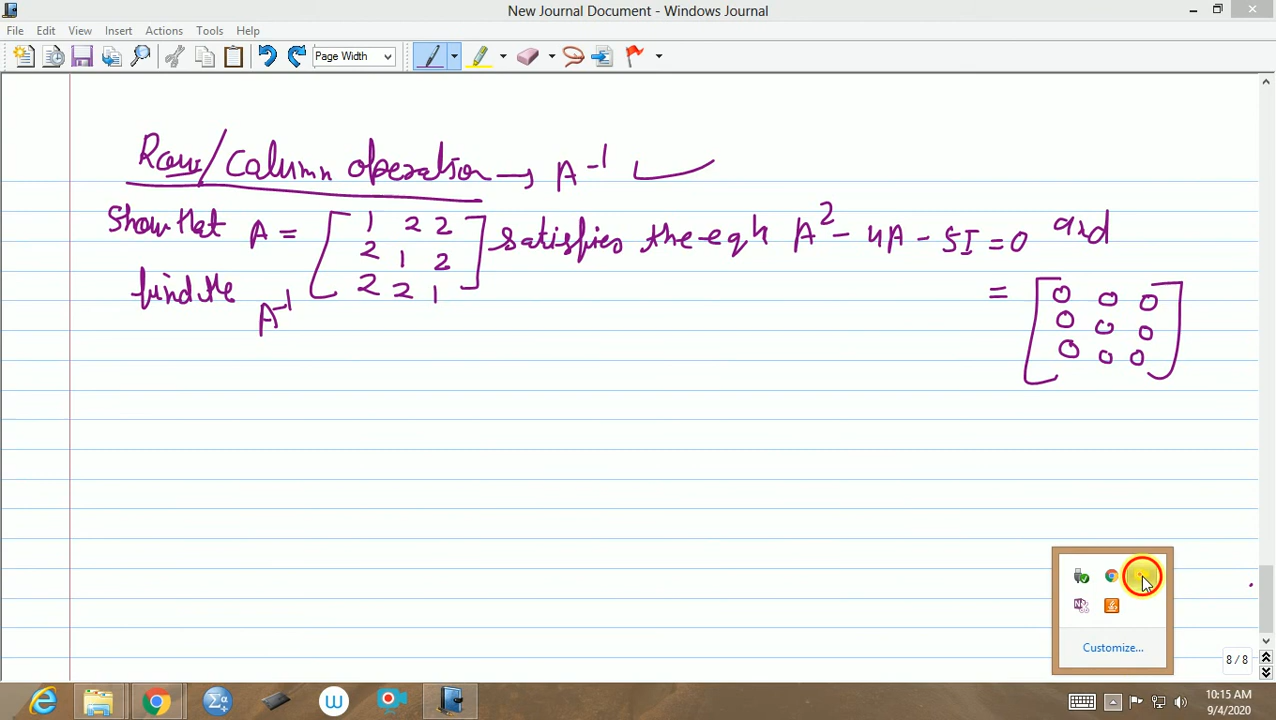 New Journal Document - Windows Journal
File Edit View Insert Actions Tools Help
Page Width
Row/Column operation → A⁻¹
Show that A = [1 2 2 satisfies the eqn A² - 4A - 5I = 0 and
2 1 2
2 2 1]
find the A⁻¹
= [0 0 0
0 0 0
0 0 0]
Customize...
8 / 8
10:15 AM
9/4/2020